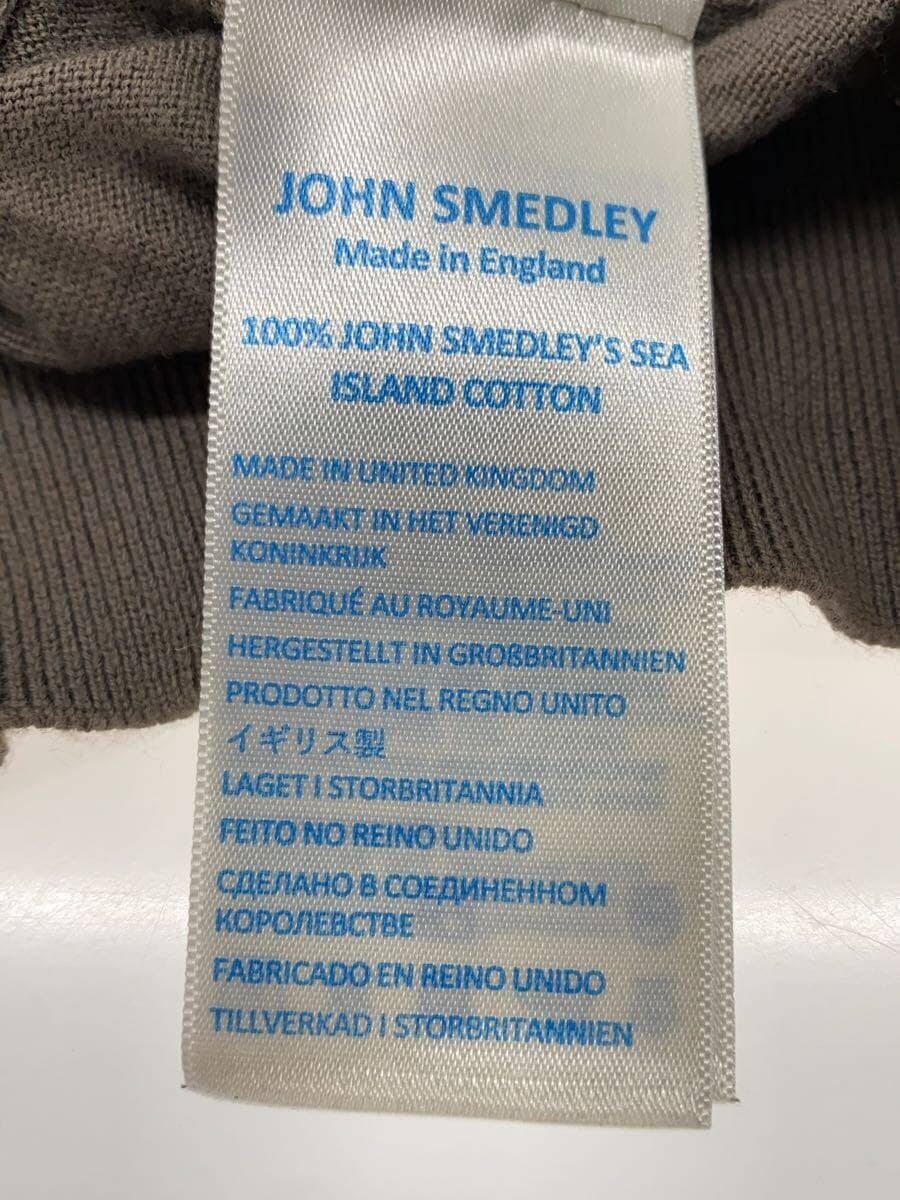 JOHN SMEDLEY
Made in England
100% JOHN SMEDLEY'S SEA
ISLAND COTTON
MADE IN UNITED KINGDOM
GEMAAKT IN HET VERENIGD
KONINKRIJK
FABRIQUÉ AU ROYAUME-UNI
HERGESTELLT IN GROßBRITANNIEN
PRODOTTO NEL REGNO UNITO
イギリス製
LAGET I STORBRITANNIA
FEITO NO REINO UNIDO
СДЕЛАНО В СОЕДИНЕННОМ
КОРОЛЕВСТВЕ
FABRICADO EN REINO UNIDO
TILLVERKAD I STORBRITANNIEN